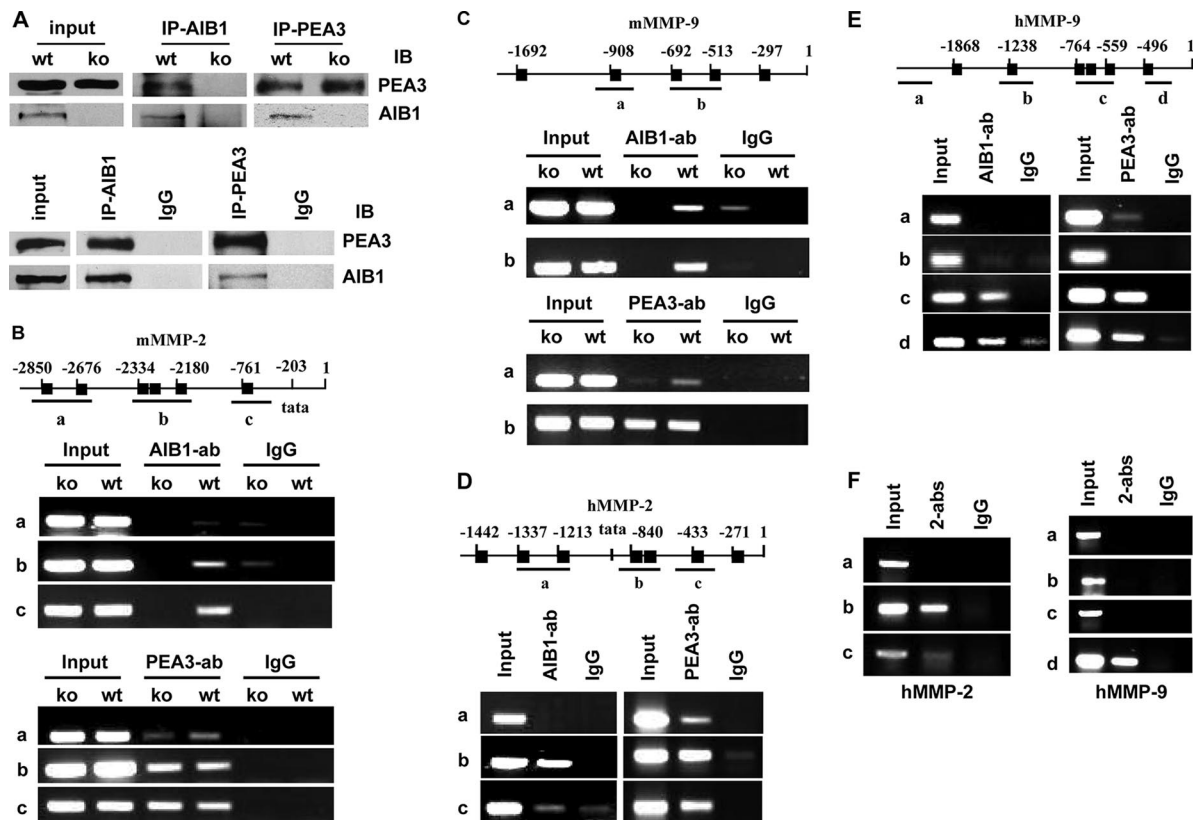 A
input IP-AIB1 IP-PEA3
wt ko wt ko wt ko IB
PEA3
AIB1
input IP-AIB1 IgG IP-PEA3 IgG
IB
PEA3
AIB1
B
mMMP-2
-2850 -2676 -2334 -2180 -761 -203 1
a b c tata
Input AIB1-ab IgG
ko wt ko wt ko wt
a
b
c
Input PEA3-ab IgG
ko wt ko wt ko wt
a
b
c
C
mMMP-9
-1692 -908 -692 -513 -297 1
a b
Input AIB1-ab IgG
ko wt ko wt ko wt
a
b
Input PEA3-ab IgG
ko wt ko wt ko wt
a
b
D
hMMP-2
-1442 -1337 -1213 tata -840 -433 -271 1
a b c
Input AIB1-ab IgG Input PEA3-ab IgG
a
b
c
E
hMMP-9
-1868 -1238 -764 -559 -496 1
a b c d
Input AIB1-ab IgG Input PEA3-ab IgG
a
b
c
d
F
Input 2-abs IgG
a
b
c
hMMP-2
Input 2-abs IgG
a
b
c
d
hMMP-9